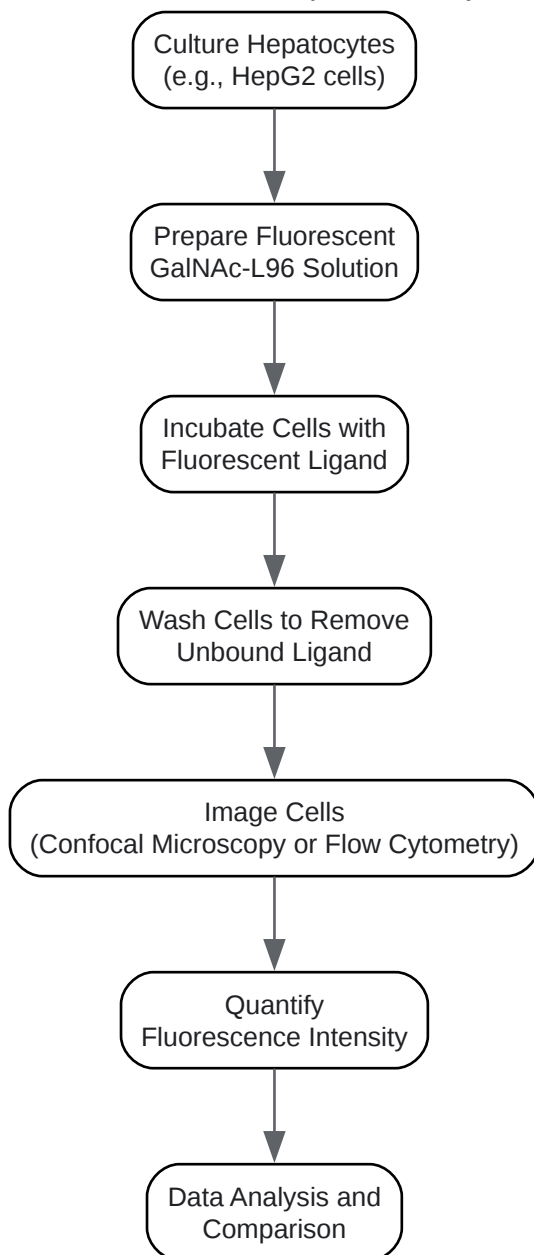 Culture Hepatocytes
(e.g., HepG2 cells)
Prepare Fluorescent
GalNAc-L96 Solution
Incubate Cells with
Fluorescent Ligand
Wash Cells to Remove
Unbound Ligand
Image Cells
(Confocal Microscopy or Flow Cytometry)
Quantify
Fluorescence Intensity
Data Analysis and
Comparison